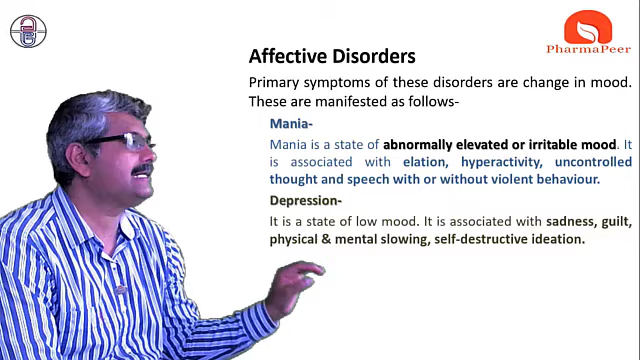 PharmaPeer
Affective Disorders
Primary symptoms of these disorders are change in mood.
These are manifested as follows-
Mania-
Mania is a state of abnormally elevated or irritable mood. It
is associated with elation, hyperactivity, uncontrolled
thought and speech with or without violent behaviour.
Depression-
It is a state of low mood. It is associated with sadness, guilt,
physical & mental slowing, self-destructive ideation.